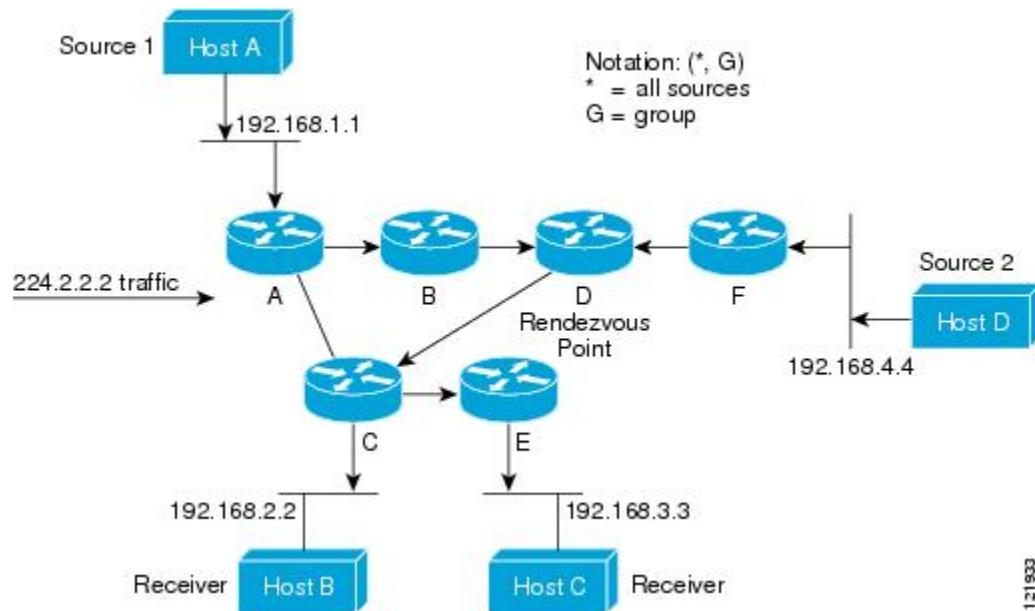 Source 1
Host A
Notation: (*, G)
* = all sources
G = group
192.168.1.1
224.2.2.2 traffic
A
B
D
F
Rendezvous
Point
Source 2
Host D
192.168.4.4
C
E
192.168.2.2
192.168.3.3
Receiver
Host B
Host C
Receiver
121933